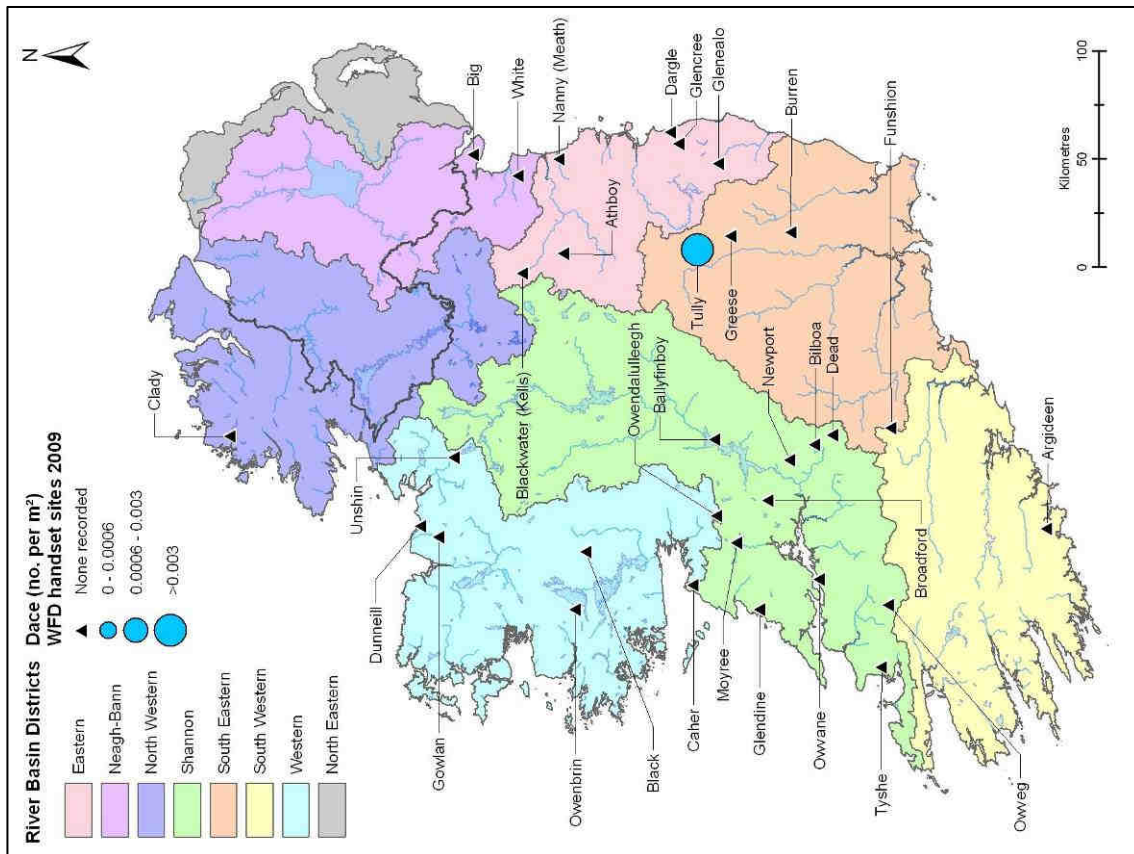 River Basin Districts
Eastern
Neagh-Bann
North Western
Shannon
South Eastern
South Western
Western
North Eastern
Dace (no. per m²)
WFD handset sites 2009
None recorded
0 - 0.0006
0.0006 - 0.003
>0.003
N
Clady
Dunneill
Unshin
Gowlan
Owenbrin
Black
Blackwater (Kells)
Big
White
Nanny (Meath)
Athboy
Dargle
Glencree
Glenealo
Tully
Greese
Burren
Owendalulleegh
Ballyfinboy
Newport
Bilboa
Dead
Funshion
Caher
Moyree
Glendine
Owvane
Tyshe
Broadford
Owveg
Argideen
0
50
100
Kilometres